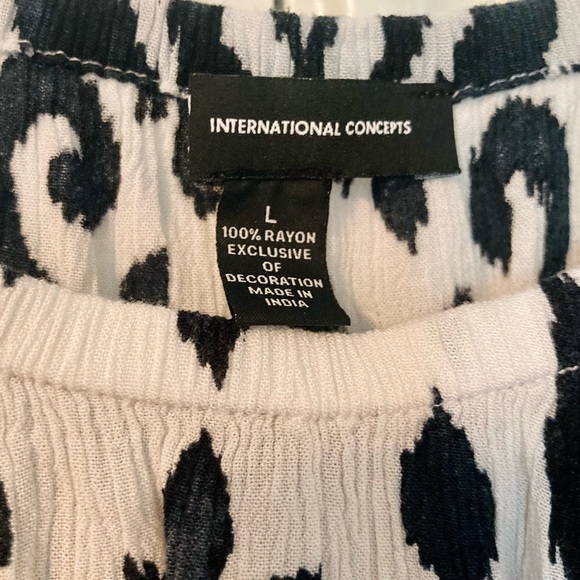 INTERNATIONAL CONCEPTS
L
100% RAYON
EXCLUSIVE
OF
DECORATION
MADE IN
INDIA